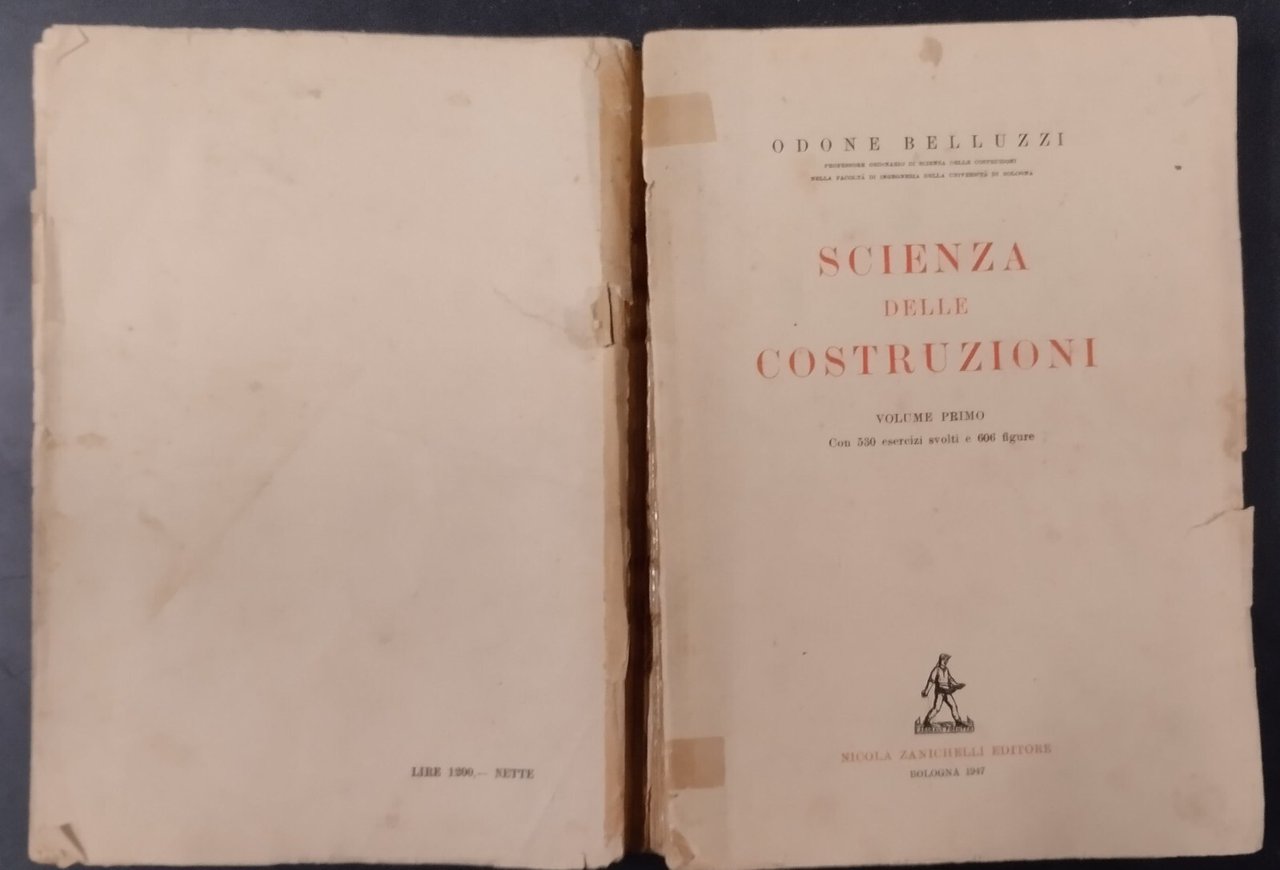 LIRE 1200,— NETTE
ODONE BELLUZZI
PROFESSORE ORDINARIO DI SCIENZA DELLE COSTRUZIONI
NELLA FACOLTÀ DI INGEGNERIA DELLA UNIVERSITÀ DI BOLOGNA
SCIENZA
DELLE
COSTRUZIONI
VOLUME PRIMO
Con 530 esercizi svolti e 606 figure
NICOLA ZANICHELLI EDITORE
BOLOGNA 1947